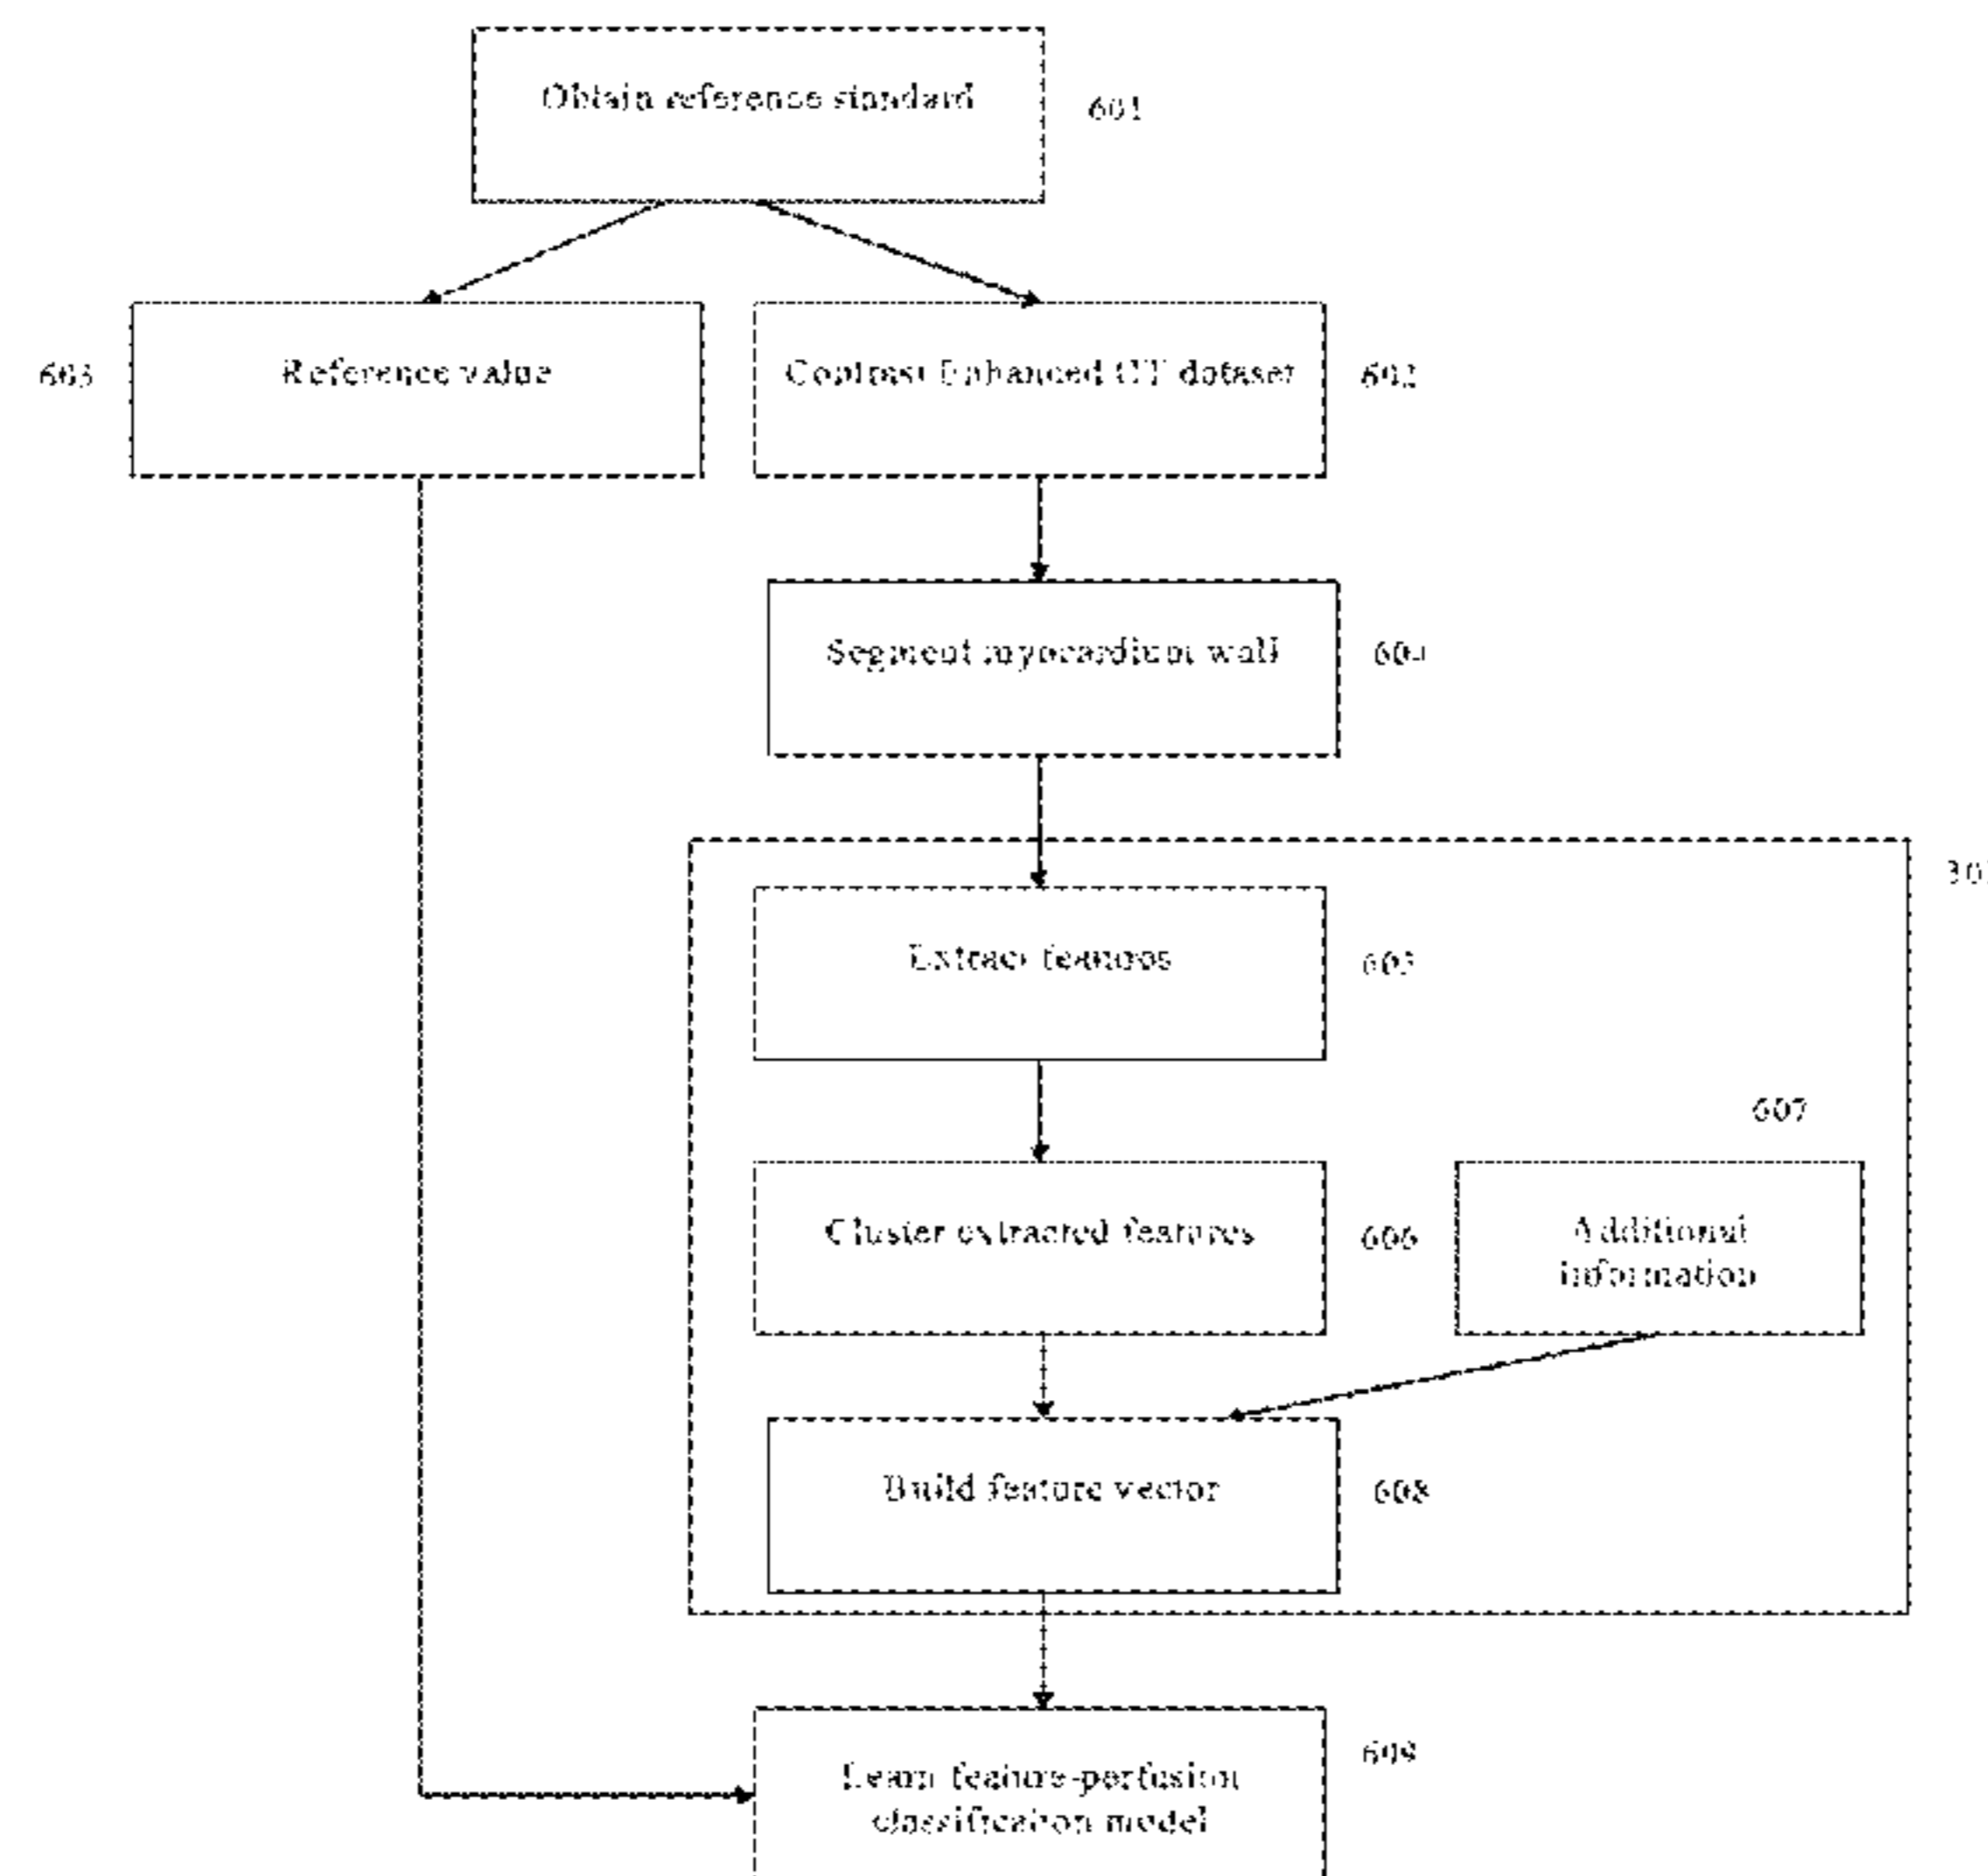 Obtain reference standard
601
Reference value
603
Contrast Enhanced CT dataset
602
Segment myocardium wall
604
Extract features
605
607
Cluster extracted features
606
Additional
information
Build feature vector
608
Learn feature-perfusion
classification model
609